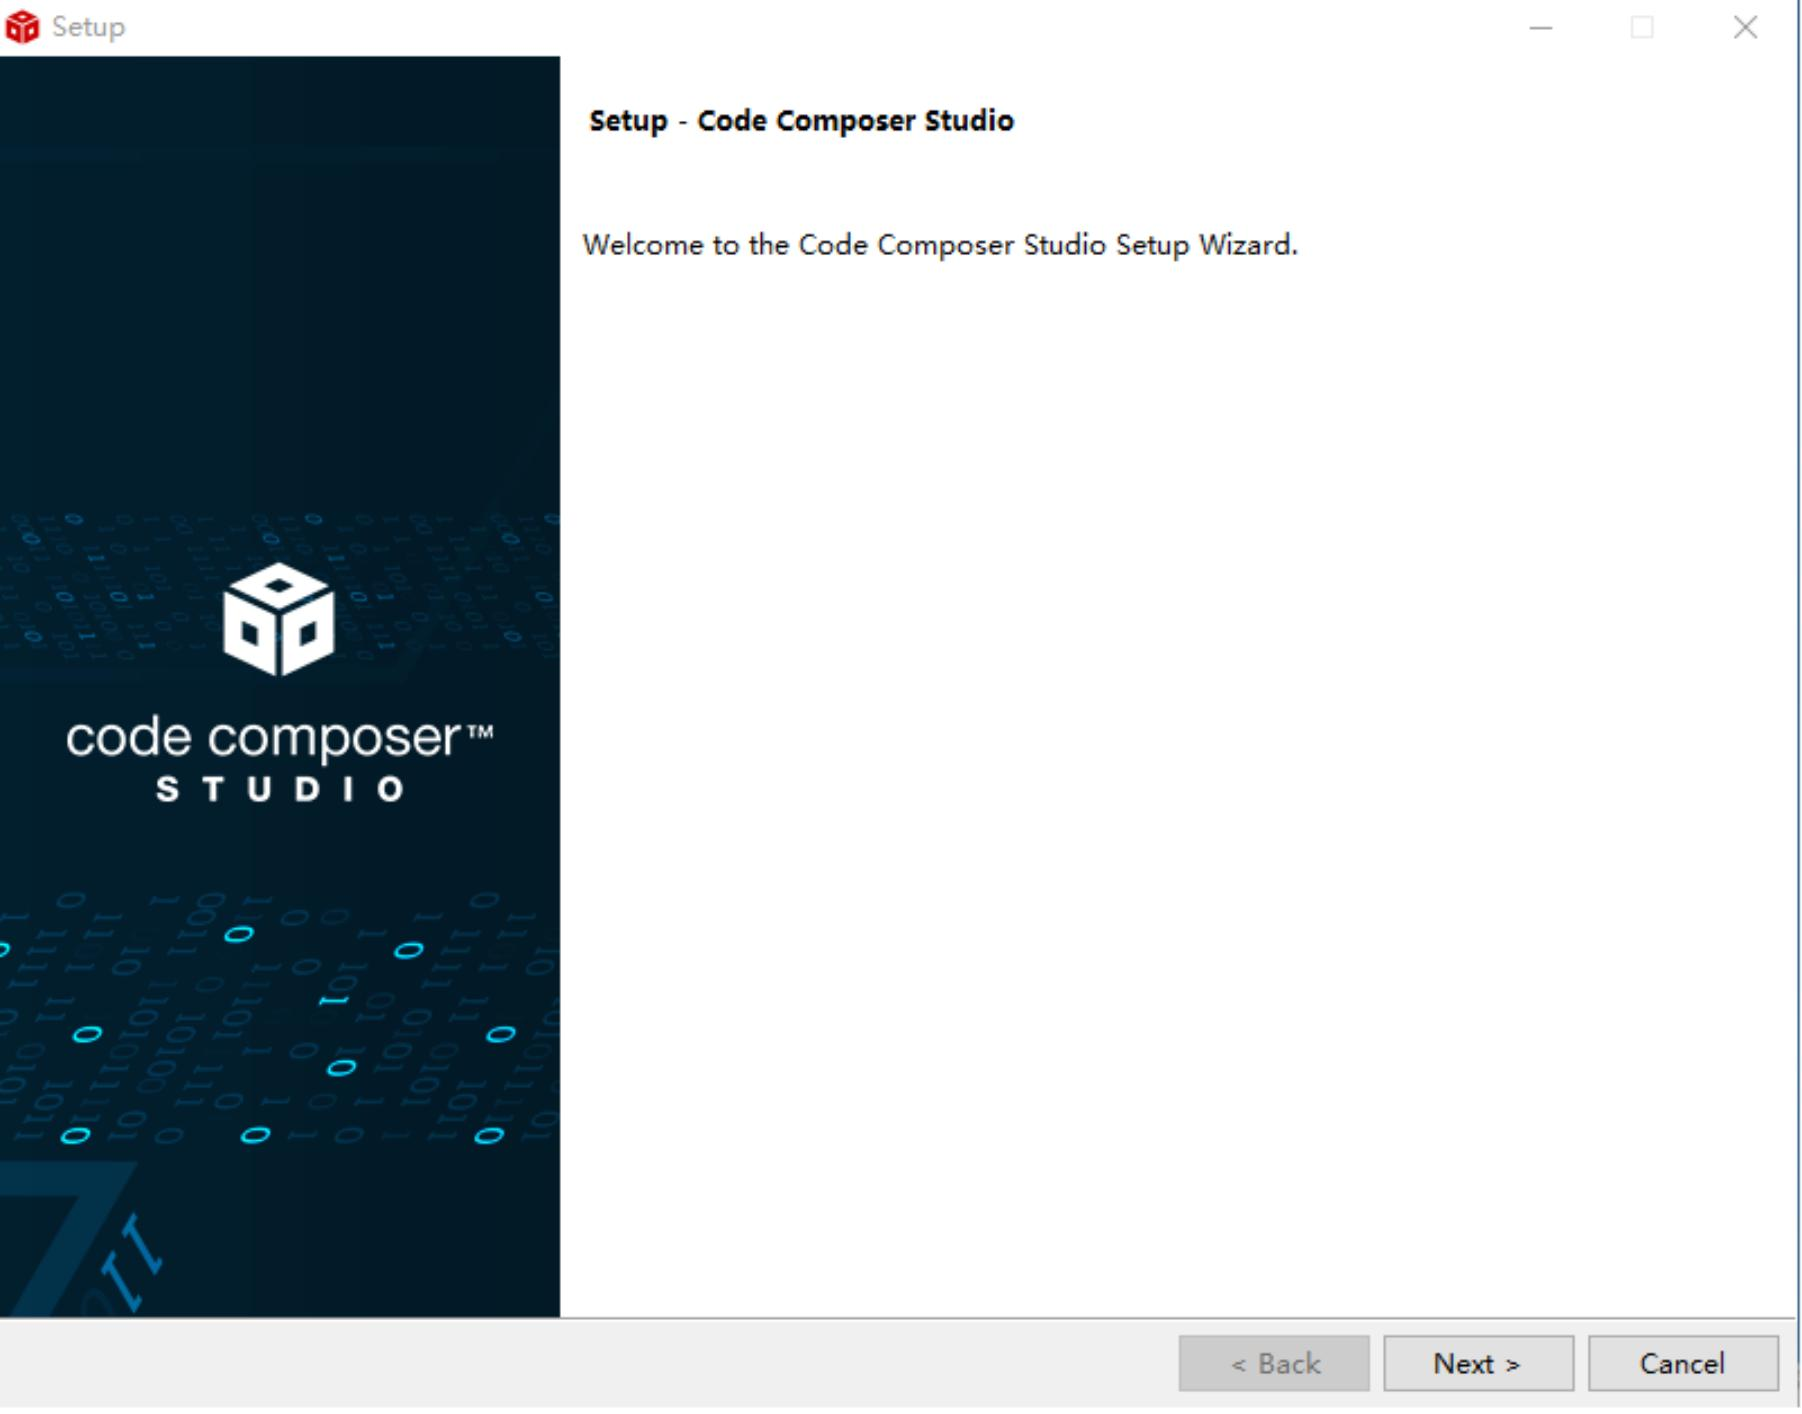 Setup
Setup - Code Composer Studio
Welcome to the Code Composer Studio Setup Wizard.
code composer™
STUDIO
< Back
Next >
Cancel